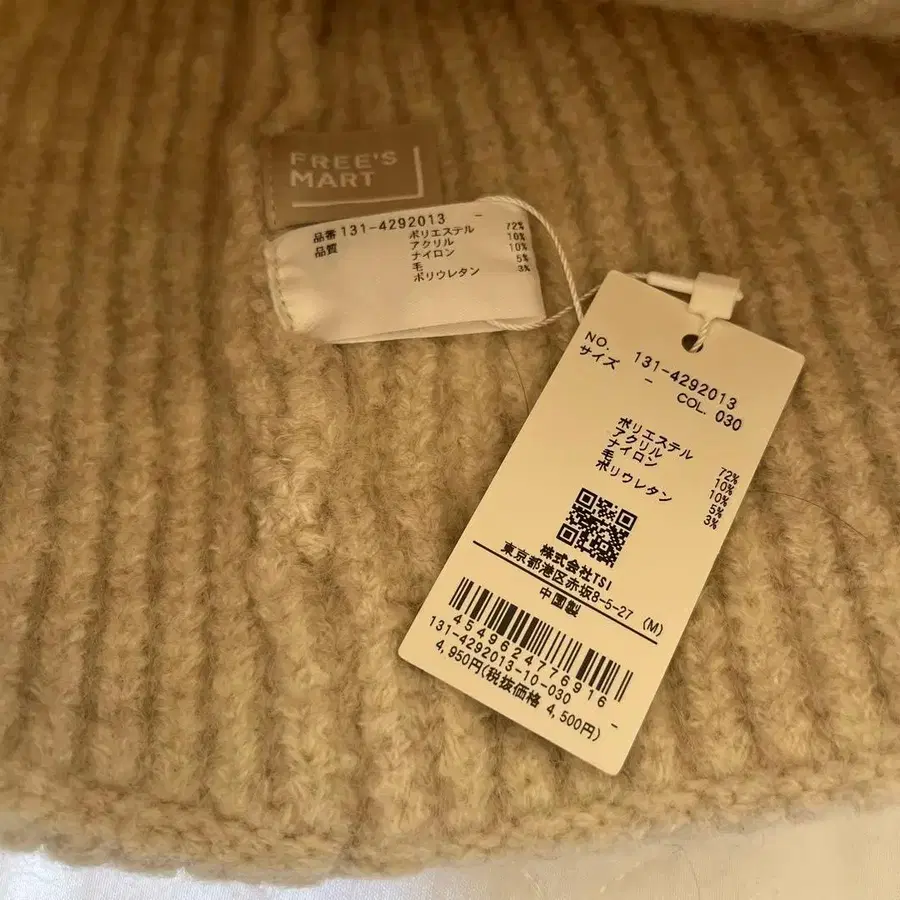 FREE'S
MART
品番 131-4292013 -
品質 ポリエステル 72%
アクリル 10%
ナイロン 10%
毛 5%
ポリウレタン 3%
NO. 131-4292013
サイズ - COL. 030
ポリエステル 72%
アクリル 10%
ナイロン 10%
毛 5%
ポリウレタン 3%
株式会社TSI
東京都港区赤坂8-5-27 (M)
中国製
4549624776916
131-4292013-10-030 -
4,950円(税抜価格 4,500円)